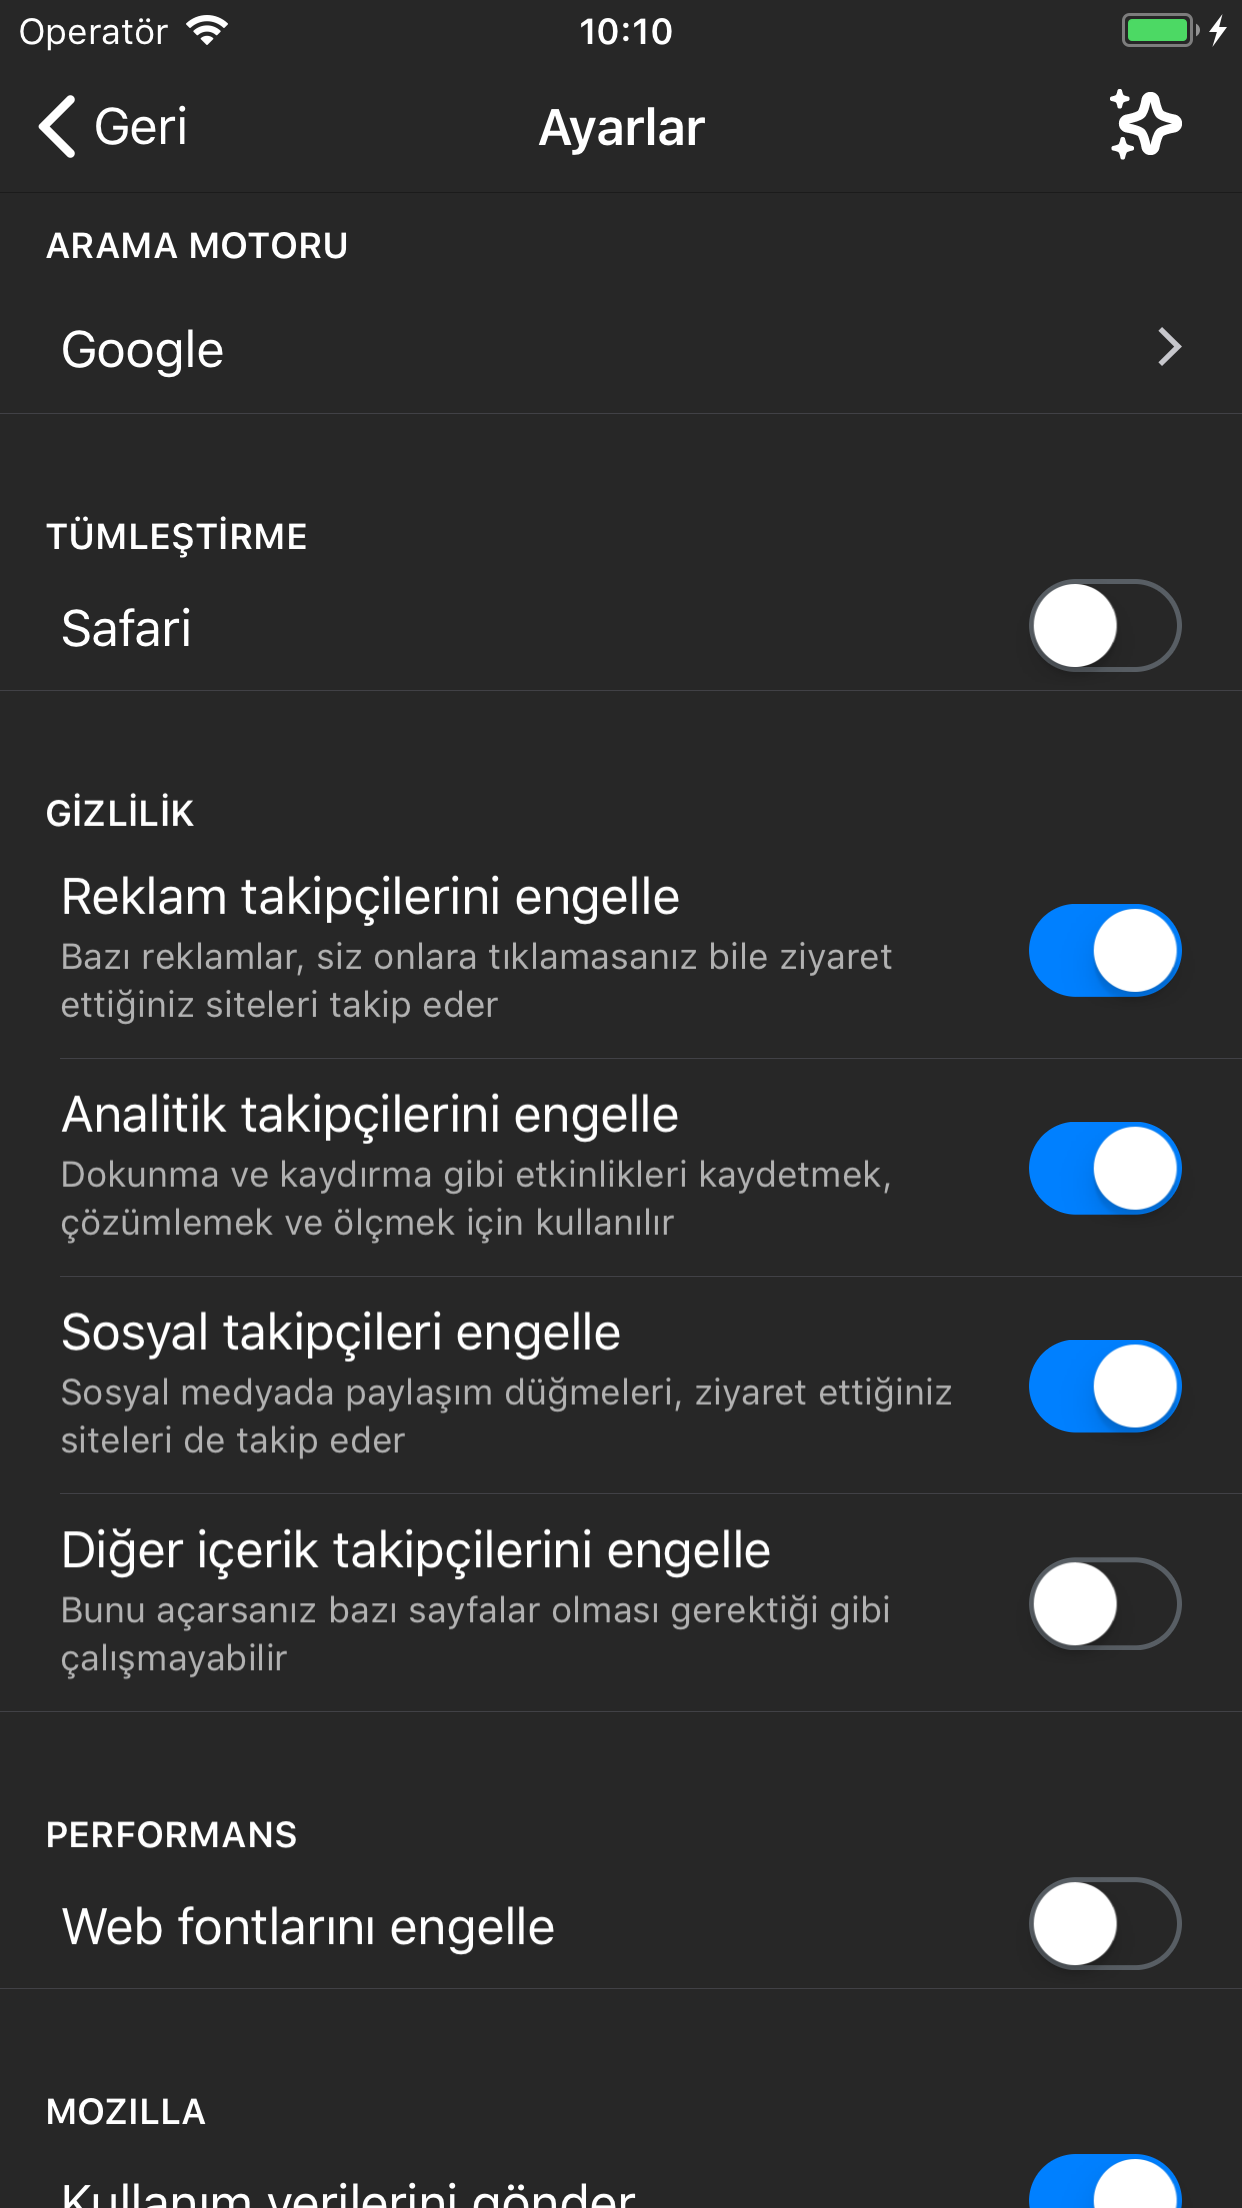 Operatör
10:10
Geri
Ayarlar
ARAMA MOTORU
Google
TÜMLEŞTİRME
Safari
GİZLİLİK
Reklam takipçilerini engelle
Bazı reklamlar, siz onlara tıklamasanız bile ziyaret
ettiğiniz siteleri takip eder
Analitik takipçilerini engelle
Dokunma ve kaydırma gibi etkinlikleri kaydetmek,
çözümlemek ve ölçmek için kullanılır
Sosyal takipçileri engelle
Sosyal medyada paylaşım düğmeleri, ziyaret ettiğiniz
siteleri de takip eder
Diğer içerik takipçilerini engelle
Bunu açarsanız bazı sayfalar olması gerektiği gibi
çalışmayabilir
PERFORMANS
Web fontlarını engelle
MOZILLA
Kullanım verilerini gönder